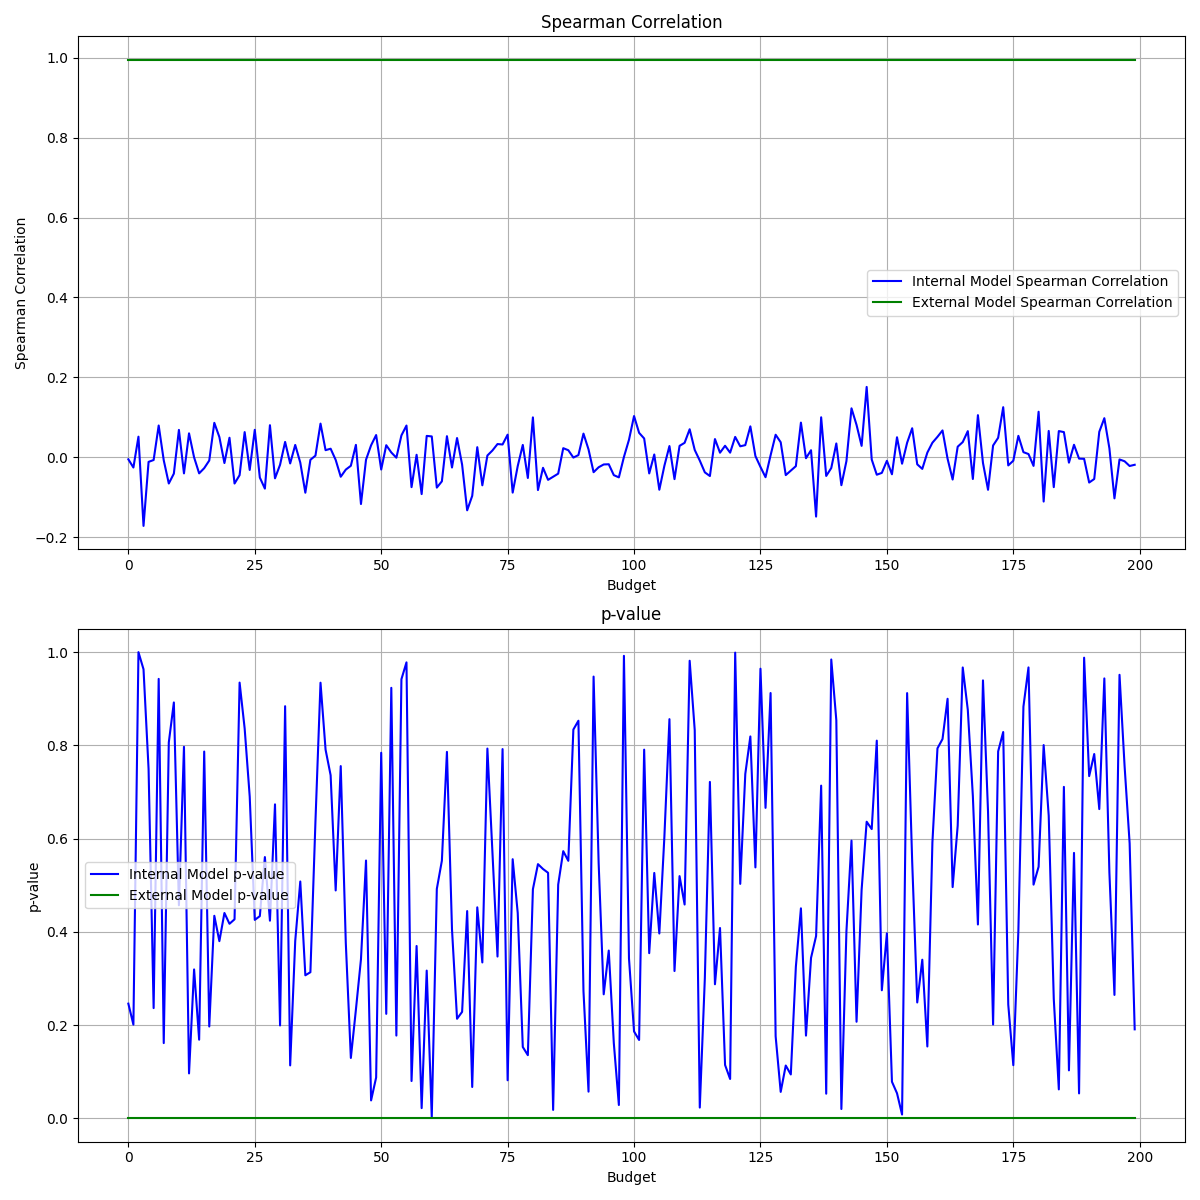 Spearman Correlation
1.0
0.8
0.6
0.4
0.2
0.0
−0.2
Spearman Correlation
Internal Model Spearman Correlation
External Model Spearman Correlation
0 25 50 75 100 125 150 175 200
Budget
p-value
1.0
0.8
0.6
0.4
0.2
0.0
p-value
Internal Model p-value
External Model p-value
0 25 50 75 100 125 150 175 200
Budget